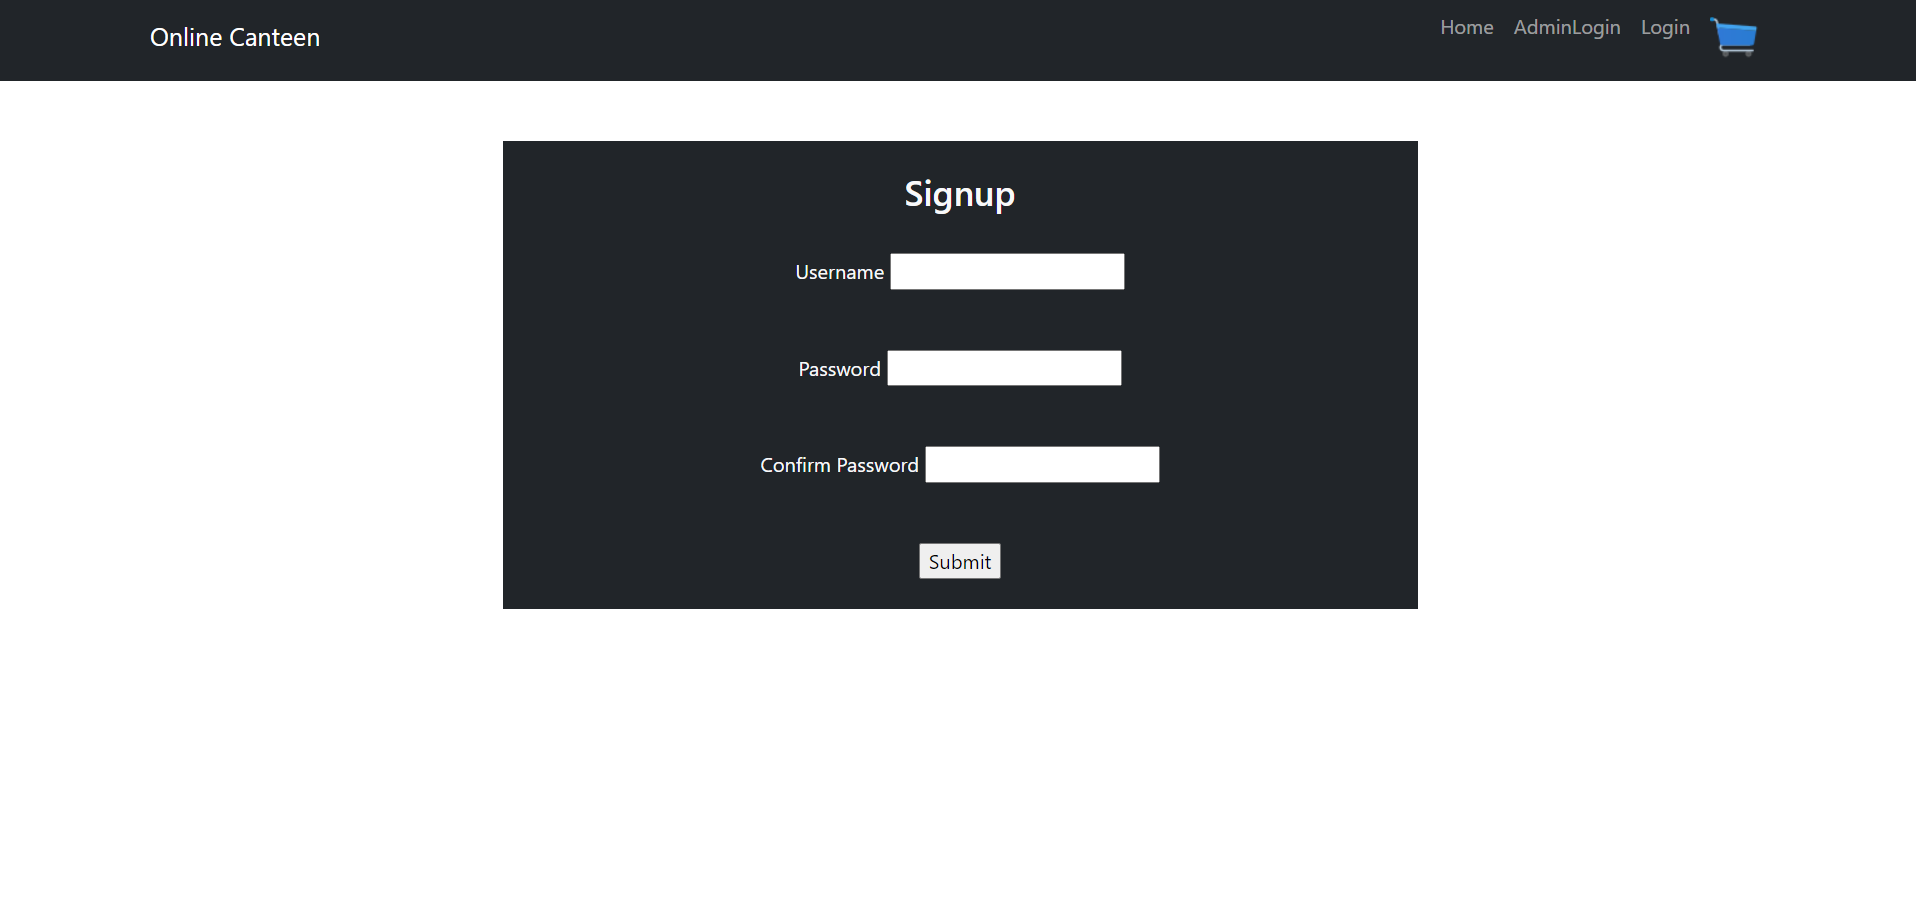 Online Canteen
Home AdminLogin Login
Signup
Username
Password
Confirm Password
Submit